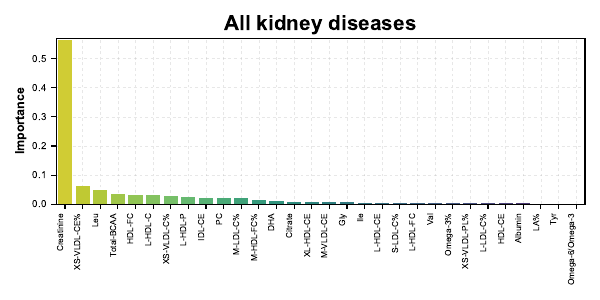 All kidney diseases
Importance
0.5
0.4
0.3
0.2
0.1
0.0
Creatinine
XS-VLDL-CE%
Leu
Total-BCAA
HDL-FC
L-HDL-C
XS-VLDL-C%
L-HDL-P
IDL-CE
PC
M-LDL-C%
M-HDL-FC%
DHA
Citrate
XL-HDL-CE
M-VLDL-CE
Gly
Ile
L-HDL-CE
S-LDL-C%
L-HDL-FC
Val
Omega-3%
XS-VLDL-PL%
L-LDL-C%
HDL-CE
Albumin
LA%
Tyr
Omega-6/Omega-3